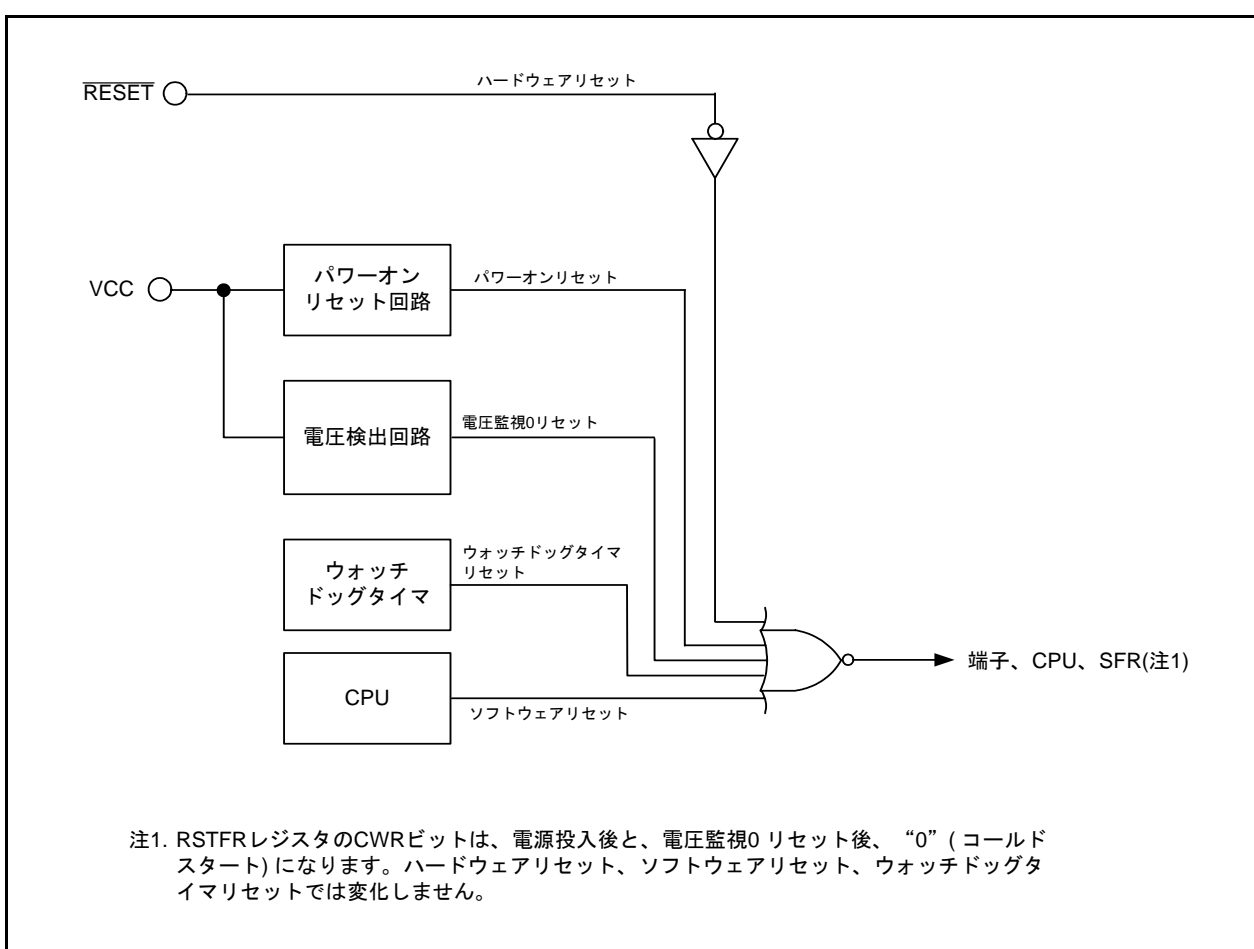 RESET
ハードウェアリセット
VCC
パワーオン
リセット回路
パワーオンリセット
電圧検出回路
電圧監視0リセット
ウォッチ
ドッグタイマ
ウォッチドッグタイマ
リセット
CPU
ソフトウェアリセット
端子、CPU、SFR(注1)
注1. RSTFRレジスタのCWRビットは、電源投入後と、電圧監視0 リセット後、“0”( コールド
スタート) になります。ハードウェアリセット、ソフトウェアリセット、ウォッチドッグタ
イマリセットでは変化しません。